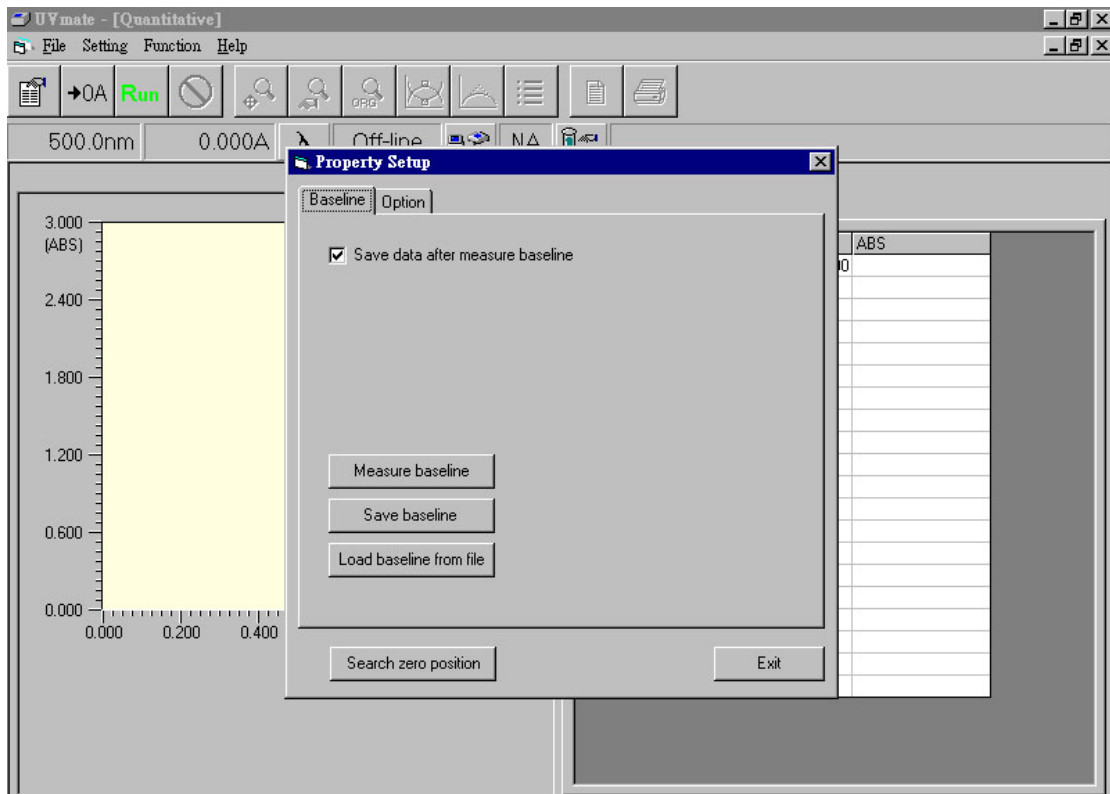 UVmate - [Quantitative]
File Setting Function Help
→0A Run ORG
500.0nm 0.000A λ Off-line NA
Property Setup
Baseline Option
3.000
(ABS)
2.400
1.800
1.200
0.600
0.000
0.000 0.200 0.400
Save data after measure baseline
Measure baseline
Save baseline
Load baseline from file
Search zero position Exit
ABS